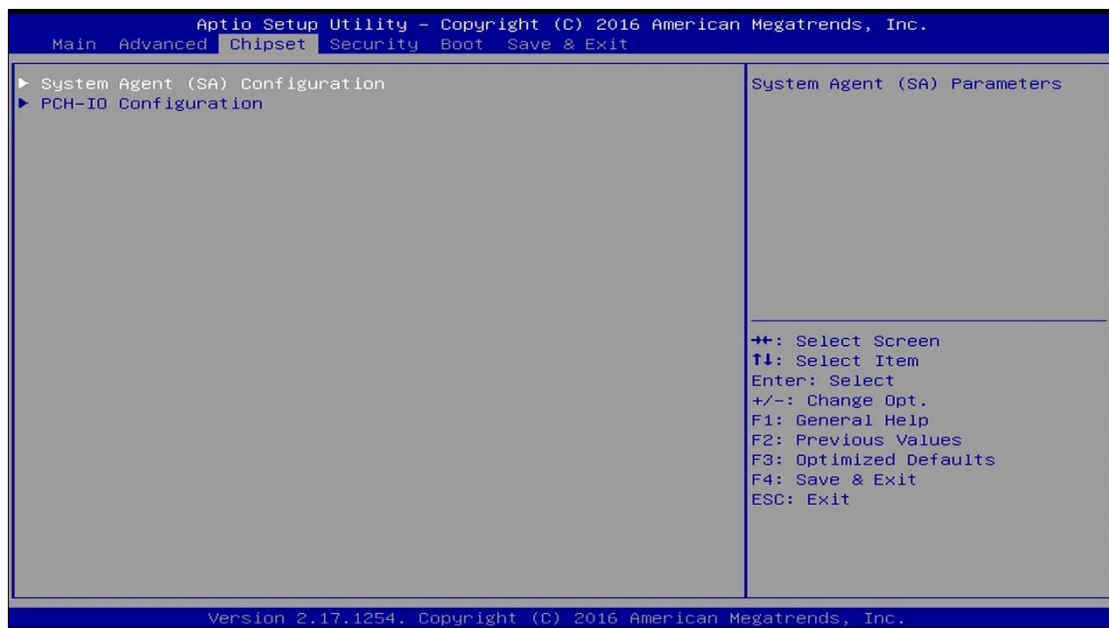 Aptio Setup Utility – Copyright (C) 2016 American Megatrends, Inc.
Main Advanced Chipset Security Boot Save & Exit
▶ System Agent (SA) Configuration
▶ PCH-IO Configuration
System Agent (SA) Parameters
→←: Select Screen
↑↓: Select Item
Enter: Select
+/-: Change Opt.
F1: General Help
F2: Previous Values
F3: Optimized Defaults
F4: Save & Exit
ESC: Exit
Version 2.17.1254. Copyright (C) 2016 American Megatrends, Inc.